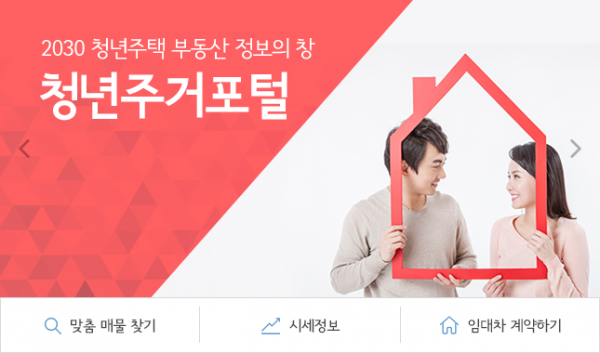 2030 청년주택 부동산 정보의 창
청년주거포털
맞춤 매물 찾기
시세정보
임대차 계약하기